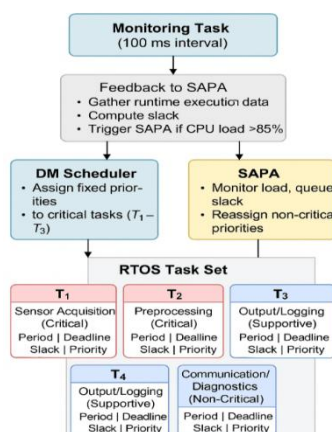 Monitoring Task
(100 ms interval)
Feedback to SAPA
• Gather runtime execution data
• Compute slack
• Trigger SAPA if CPU load >85%
DM Scheduler
• Assign fixed prior-
ities
• to critical tasks (T₁ –
T₃)
SAPA
• Monitor load, queue,
slack
• Reassign non-critical
priorities
RTOS Task Set
T₁
Sensor Acquisition
(Critical)
Period | Deadline
Slack | Priority
T₂
Preprocessing
(Critical)
Period | Deadline
Slack | Priority
T₃
Output/Logging
(Supportive)
Period | Deadline
Slack | Priority
T₄
Output/Logging
(Supportive)
Period | Deadline
Slack | Priority
Communication/
Diagnostics
(Non-Critical)
Period | Deadline
Slack | Priority